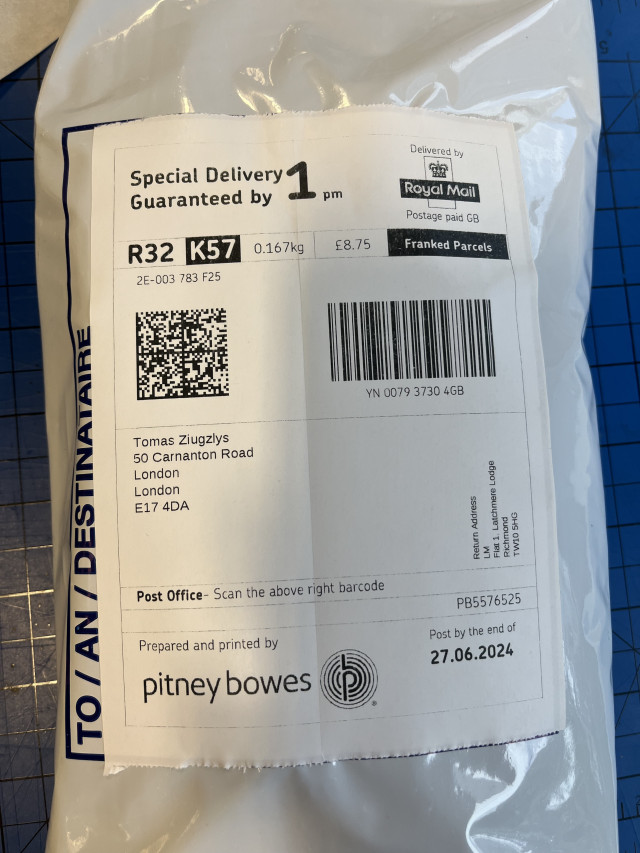 Special Delivery
Guaranteed by 1 pm
Delivered by
Royal Mail
Postage paid GB
R32 K57 0.167kg £8.75 Franked Parcels
2E-003 783 F25
YN 0079 3730 4GB
Tomas Ziugzlys
50 Carnanton Road
London
London
E17 4DA
Return Address
LM
Flat 1, Latchmere Lodge
Richmond
TW10 5HG
Post Office- Scan the above right barcode
PB5576525
Prepared and printed by
pitney bowes
Post by the end of
27.06.2024
TO / AN / DESTINATAIRE